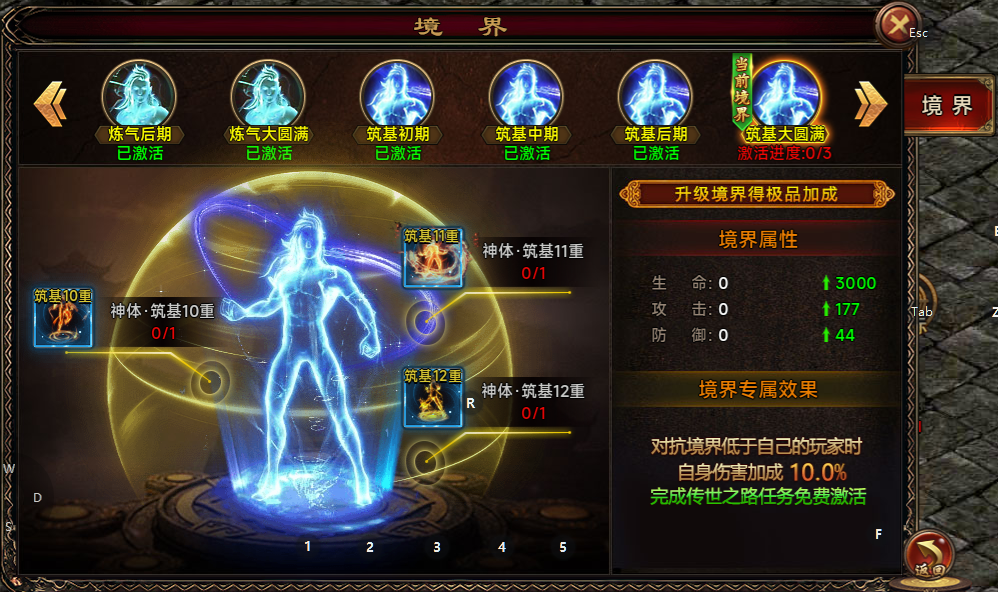 境 界
Esc
当前境界
炼气后期
炼气大圆满
筑基初期
筑基中期
筑基后期
筑基大圆满
已激活
已激活
已激活
已激活
已激活
激活进度:0/3
境界
升级境界得极品加成
境界属性
生 命: 0 3000
攻 击: 0 177
防 御: 0 44
境界专属效果
对抗境界低于自己的玩家时
自身伤害加成 10.0%
完成传世之路任务免费激活
筑基11重
神体·筑基11重
0/1
筑基10重
神体·筑基10重
0/1
筑基12重
神体·筑基12重
0/1
R
Tab
W
D
S
1 2 3 4 5
F
返回